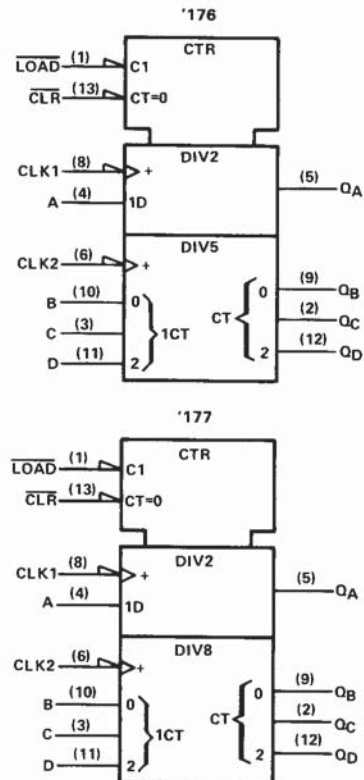 '176
CTR
LOAD (1) C1
CLR (13) CT=0
DIV2
CLK1 (8) +
A (4) 1D
(5) QA
DIV5
CLK2 (6) +
B (10) 0
C (3) 1CT
D (11) 2
CT
0 (9) QB
(2) QC
2 (12) QD
'177
CTR
LOAD (1) C1
CLR (13) CT=0
DIV2
CLK1 (8) +
A (4) 1D
(5) QA
DIV8
CLK2 (6) +
B (10) 0
C (3) 1CT
D (11) 2
CT
0 (9) QB
(2) QC
2 (12) QD